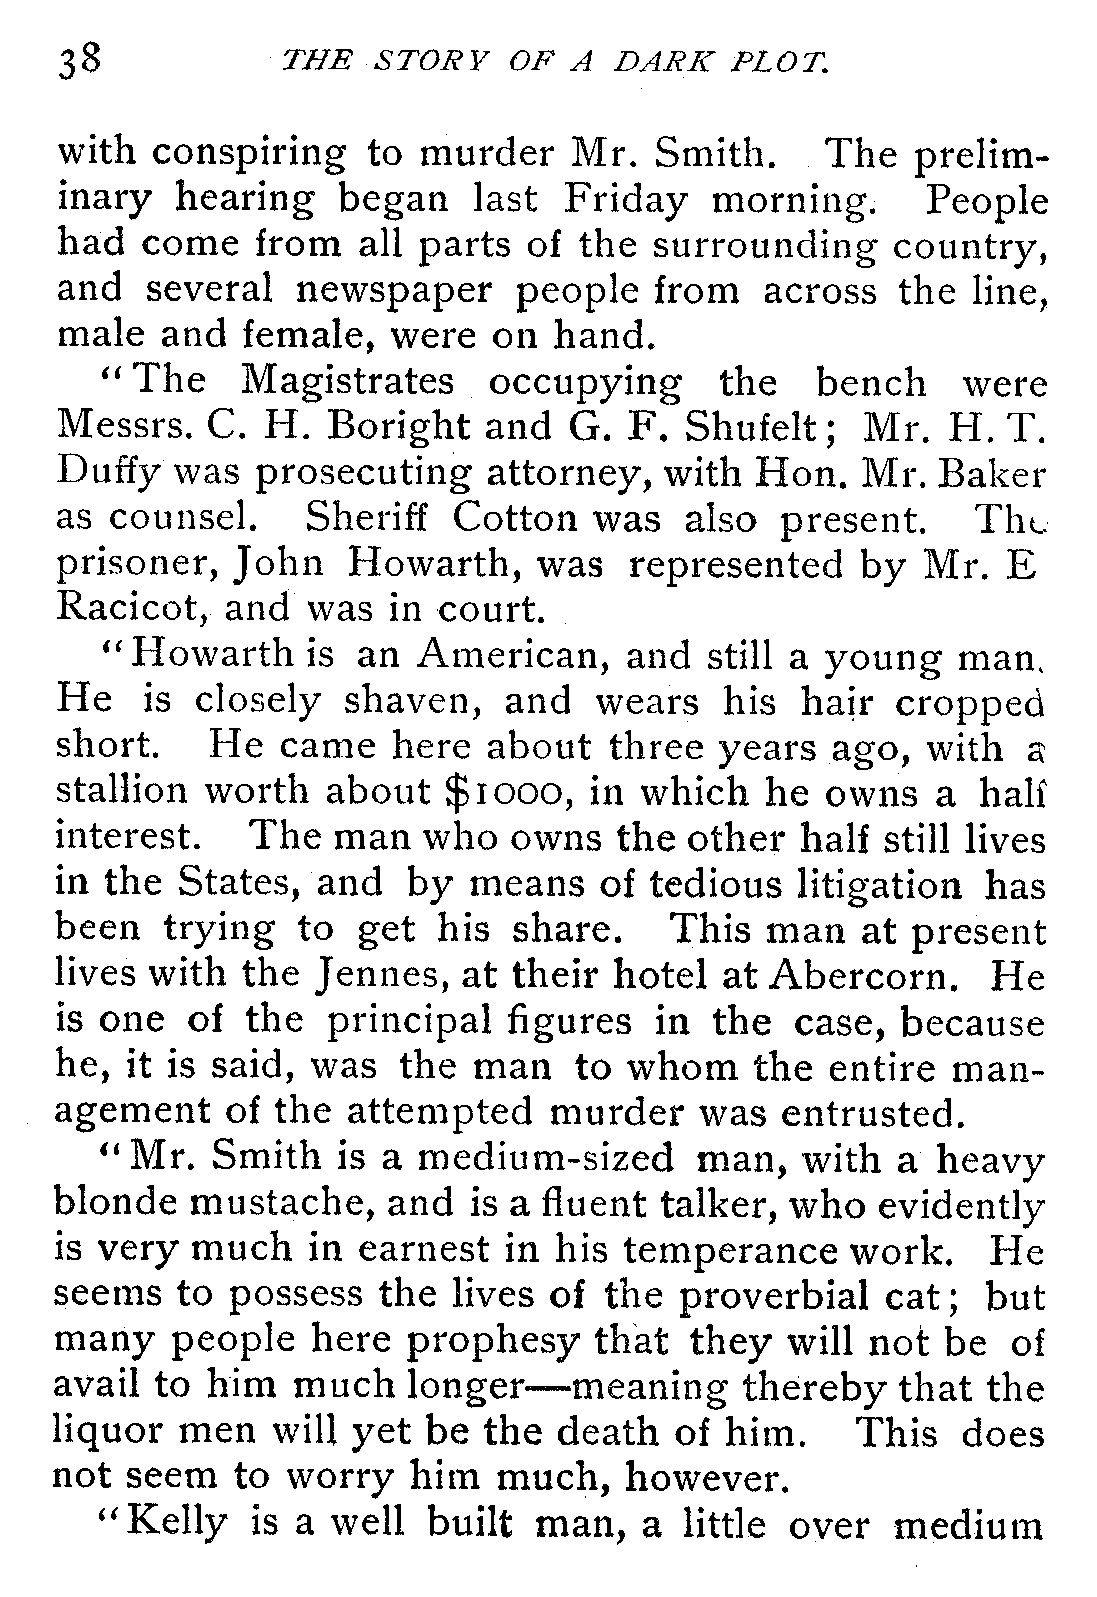 38 THE STORY OF A DARK PLOT.
with conspiring to murder Mr. Smith. The prelim-
inary hearing began last Friday morning. People
had come from all parts of the surrounding country,
and several newspaper people from across the line,
male and female, were on hand.
“The Magistrates occupying the bench were
Messrs. C. H. Boright and G. F. Shufelt; Mr. H. T.
Duffy was prosecuting attorney, with Hon. Mr. Baker
as counsel. Sheriff Cotton was also present. The
prisoner, John Howarth, was represented by Mr. E
Racicot, and was in court.
“Howarth is an American, and still a young man.
He is closely shaven, and wears his hair cropped
short. He came here about three years ago, with a
stallion worth about $1000, in which he owns a half
interest. The man who owns the other half still lives
in the States, and by means of tedious litigation has
been trying to get his share. This man at present
lives with the Jennes, at their hotel at Abercorn. He
is one of the principal figures in the case, because
he, it is said, was the man to whom the entire man-
agement of the attempted murder was entrusted.
“Mr. Smith is a medium-sized man, with a heavy
blonde mustache, and is a fluent talker, who evidently
is very much in earnest in his temperance work. He
seems to possess the lives of the proverbial cat; but
many people here prophesy that they will not be of
avail to him much longer—meaning thereby that the
liquor men will yet be the death of him. This does
not seem to worry him much, however.
“Kelly is a well built man, a little over medium